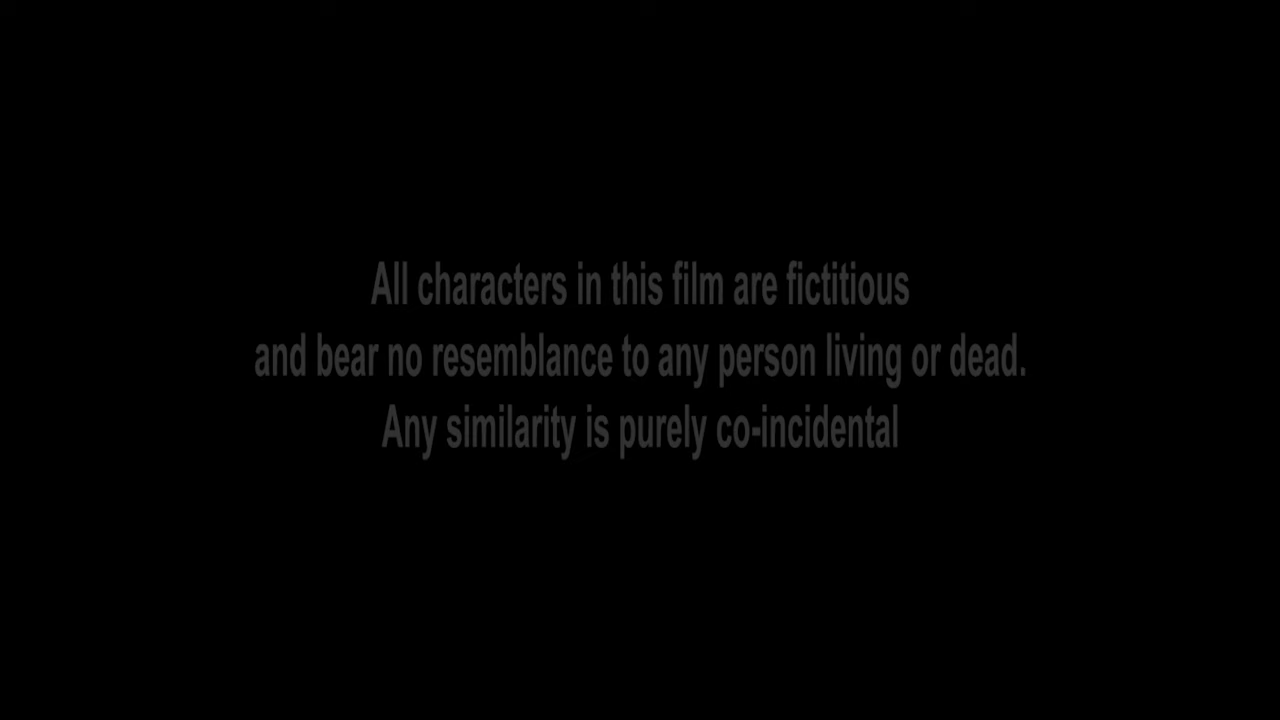 All characters in this film are fictitious
and bear no resemblance to any person living or dead.
Any similarity is purely co-incidental